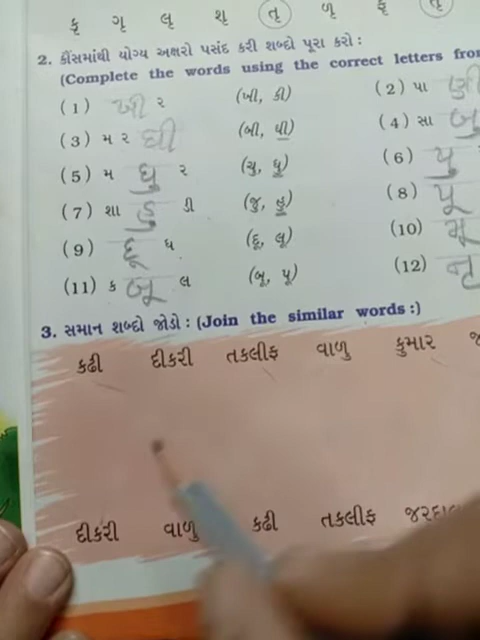 કૃ ગૃ લૃ શૃ તૃ ળૃ ફૃ તૃ
2. કૌંસમાંથી યોગ્ય અક્ષરો પસંદ કરી શબ્દો પૂરા કરો :
(Complete the words using the correct letters from
(1) ખી ર (ખી, કી) (2) પા ણી
(3) મ ર ઘી (બી, ઘી) (4) સા બુ
(5) મ ધુ ર (ચુ, ધુ) (6) પુ
(7) શા હુ ડી (જુ, હુ) (8) પૂ
(9) દૂ ધ (દૂ, લૂ) (10) મૂ
(11) ક બૂ લ (બૂ, પૂ) (12) નૃ
3. સમાન શબ્દો જોડો : (Join the similar words :)
કઢી દીકરી તકલીફ વાળુ કુમાર
દીકરી વાળુ કઢી તકલીફ